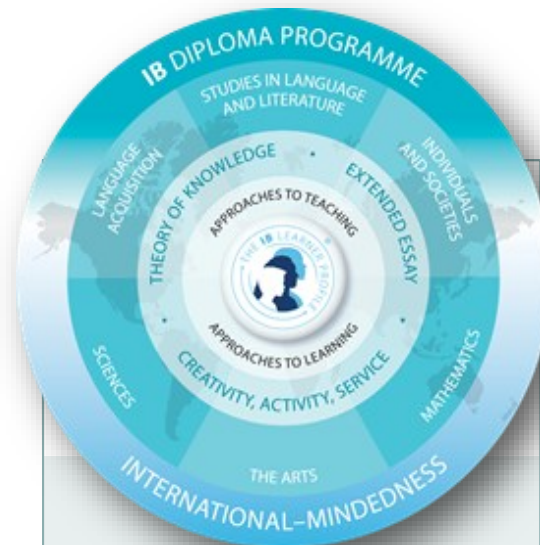 IB DIPLOMA PROGRAMME
STUDIES IN LANGUAGE
AND LITERATURE
LANGUAGE
ACQUISITION
INDIVIDUALS
AND SOCIETIES
THEORY OF KNOWLEDGE
EXTENDED ESSAY
APPROACHES TO TEACHING
THE IB LEARNER PROFILE
®
APPROACHES TO LEARNING
CREATIVITY, ACTIVITY, SERVICE
SCIENCES
MATHEMATICS
THE ARTS
INTERNATIONAL–MINDEDNESS